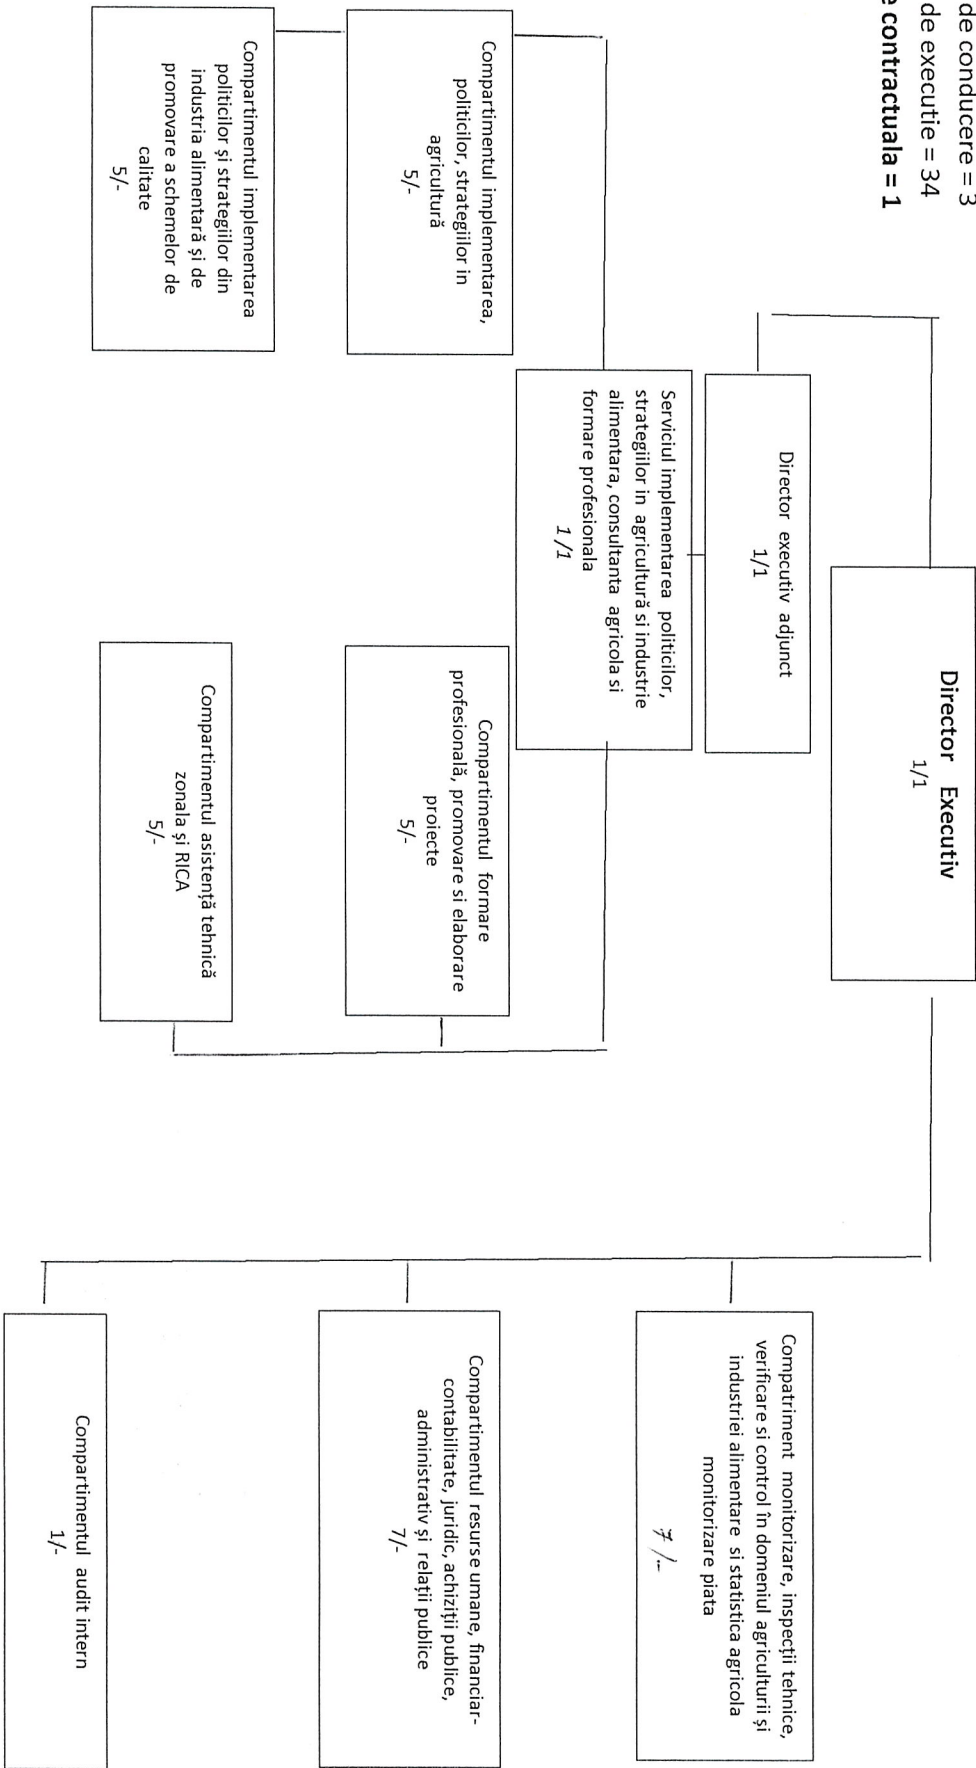 de conducere = 3
de executie = 34
contractuala = 1
Director Executiv
1/1
Director executiv adjunct
1/1
Serviciul implementarea politicilor,
strategiilor in agricultură si industrie
alimentara, consultanta agricola si
formare profesionala
1/1
Compartimentul implementarea,
politicilor, strategiilor in
agricultură
5/-
Compartimentul implementarea
politicilor și strategiilor din
industria alimentară și de
promovare a schemelor de
calitate
5/-
Compartimentul formare
profesională, promovare si elaborare
proiecte
5/-
Compartimentul asistență tehnică
zonala și RICA
5/-
Compatriment monitorizare, inspecții tehnice,
verificare si control în domeniul agriculturii și
industriei alimentare si statistica agricola
monitorizare piata
7/-
Compartimentul resurse umane, financiar-
contabilitate, juridic, achiziții publice,
administrativ și relații publice
7/-
Compartimentul audit intern
1/-